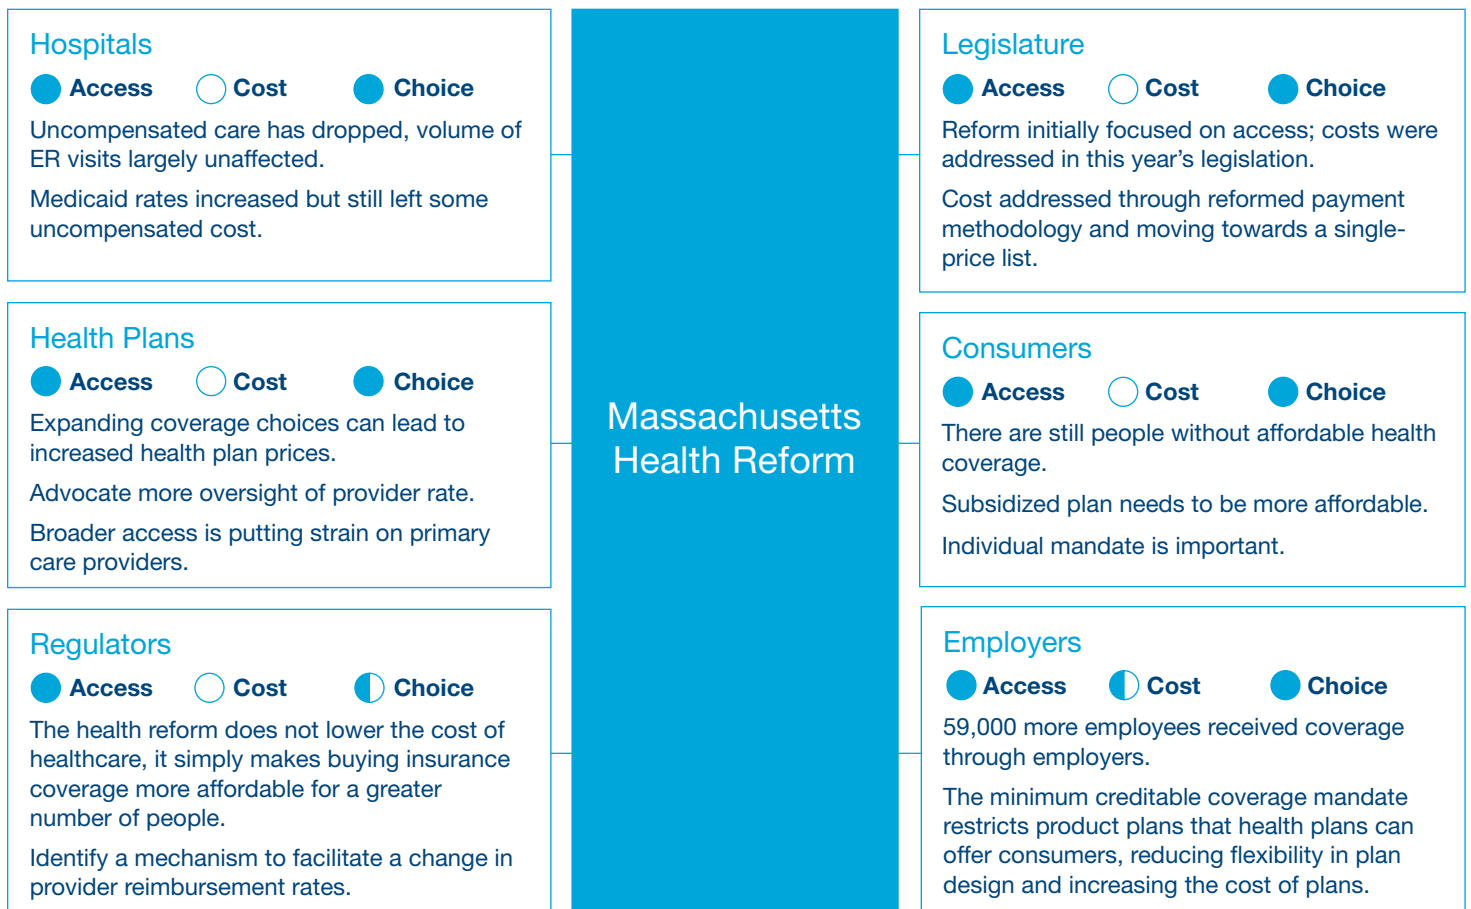 Hospitals
Access Cost Choice
Uncompensated care has dropped, volume of
ER visits largely unaffected.
Medicaid rates increased but still left some
uncompensated cost.
Health Plans
Access Cost Choice
Expanding coverage choices can lead to
increased health plan prices.
Advocate more oversight of provider rate.
Broader access is putting strain on primary
care providers.
Regulators
Access Cost Choice
The health reform does not lower the cost of
healthcare, it simply makes buying insurance
coverage more affordable for a greater
number of people.
Identify a mechanism to facilitate a change in
provider reimbursement rates.
Massachusetts
Health Reform
Legislature
Access Cost Choice
Reform initially focused on access; costs were
addressed in this year’s legislation.
Cost addressed through reformed payment
methodology and moving towards a single-
price list.
Consumers
Access Cost Choice
There are still people without affordable health
coverage.
Subsidized plan needs to be more affordable.
Individual mandate is important.
Employers
Access Cost Choice
59,000 more employees received coverage
through employers.
The minimum creditable coverage mandate
restricts product plans that health plans can
offer consumers, reducing flexibility in plan
design and increasing the cost of plans.